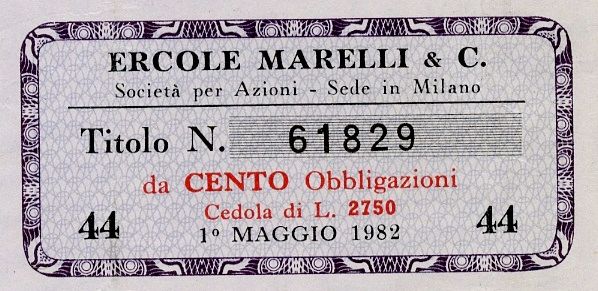 ERCOLE MARELLI & C.
Società per Azioni - Sede in Milano
Titolo N. 61829
da CENTO Obbligazioni
Cedola di L. 2750
44 1º MAGGIO 1982 44